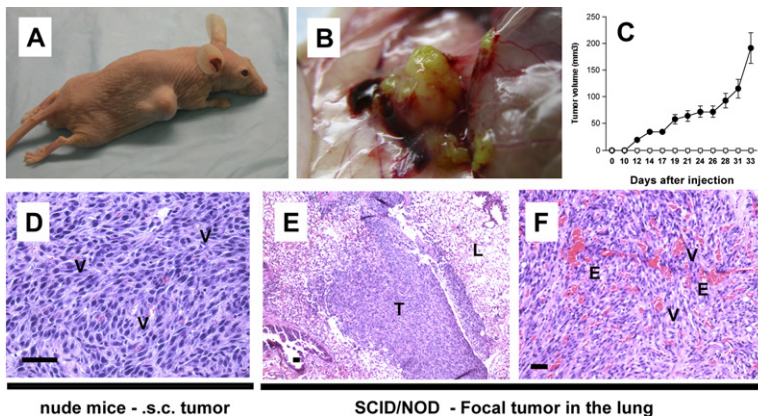 A
B
C
Tumor volume (mm3)
250
200
150
100
50
0
0 10 12 14 17 19 21 24 26 28 31 33
Days after injection
D
V
V
V
E
L
T
F
V
E
E
V
nude mice - .s.c. tumor
SCID/NOD - Focal tumor in the lung